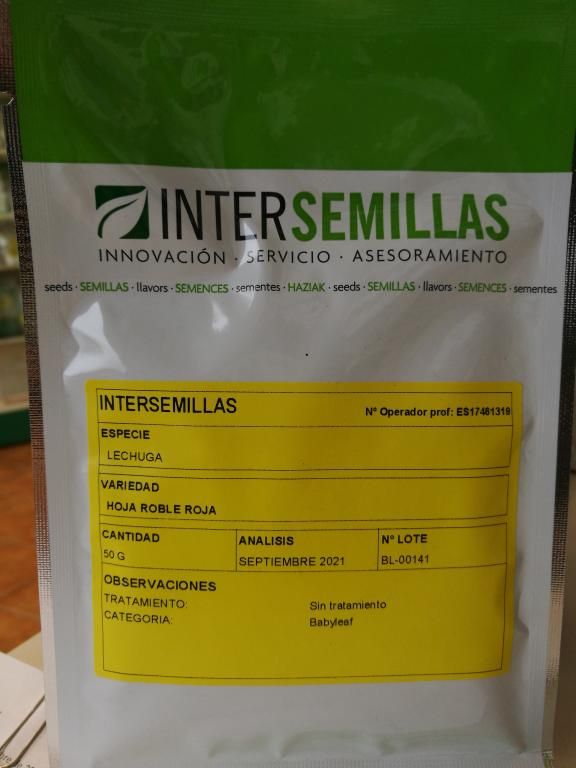 INTERSEMILLAS
INNOVACIÓN · SERVICIO · ASESORAMIENTO
seeds · SEMILLAS · llavors · SEMENCES · sementes · HAZIAK · seeds · SEMILLAS · llavors · SEMENCES · sementes
INTERSEMILLAS Nº Operador prof: ES17461319
ESPECIE
LECHUGA
VARIEDAD
HOJA ROBLE ROJA
CANTIDAD ANALISIS Nº LOTE
50 G SEPTIEMBRE 2021 BL-00141
OBSERVACIONES
TRATAMIENTO: Sin tratamiento
CATEGORIA: Babyleaf